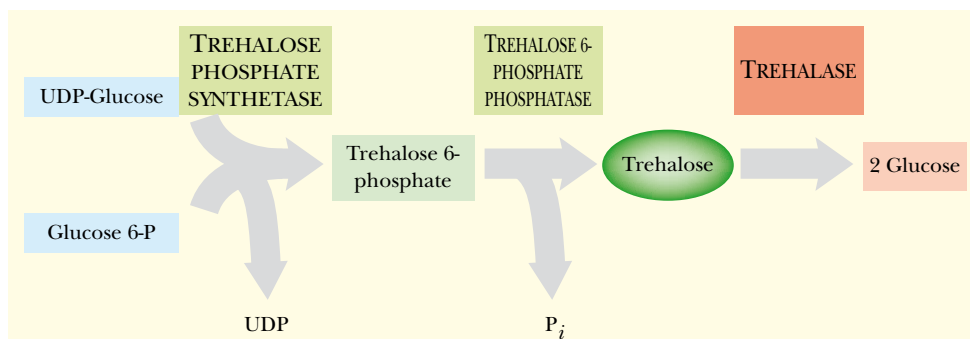 TREHALOSE
PHOSPHATE
SYNTHETASE
TREHALOSE 6-
PHOSPHATE
PHOSPHATASE
TREHALASE
UDP-Glucose
Trehalose 6-
phosphate
Trehalose
2 Glucose
Glucose 6-P
UDP
Pi